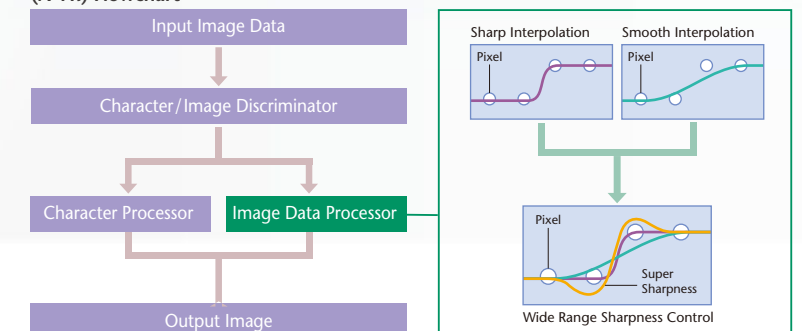 Input Image Data
Character/Image Discriminator
Character Processor
Image Data Processor
Output Image
Sharp Interpolation
Smooth Interpolation
Pixel
Pixel
Pixel
Super
Sharpness
Wide Range Sharpness Control